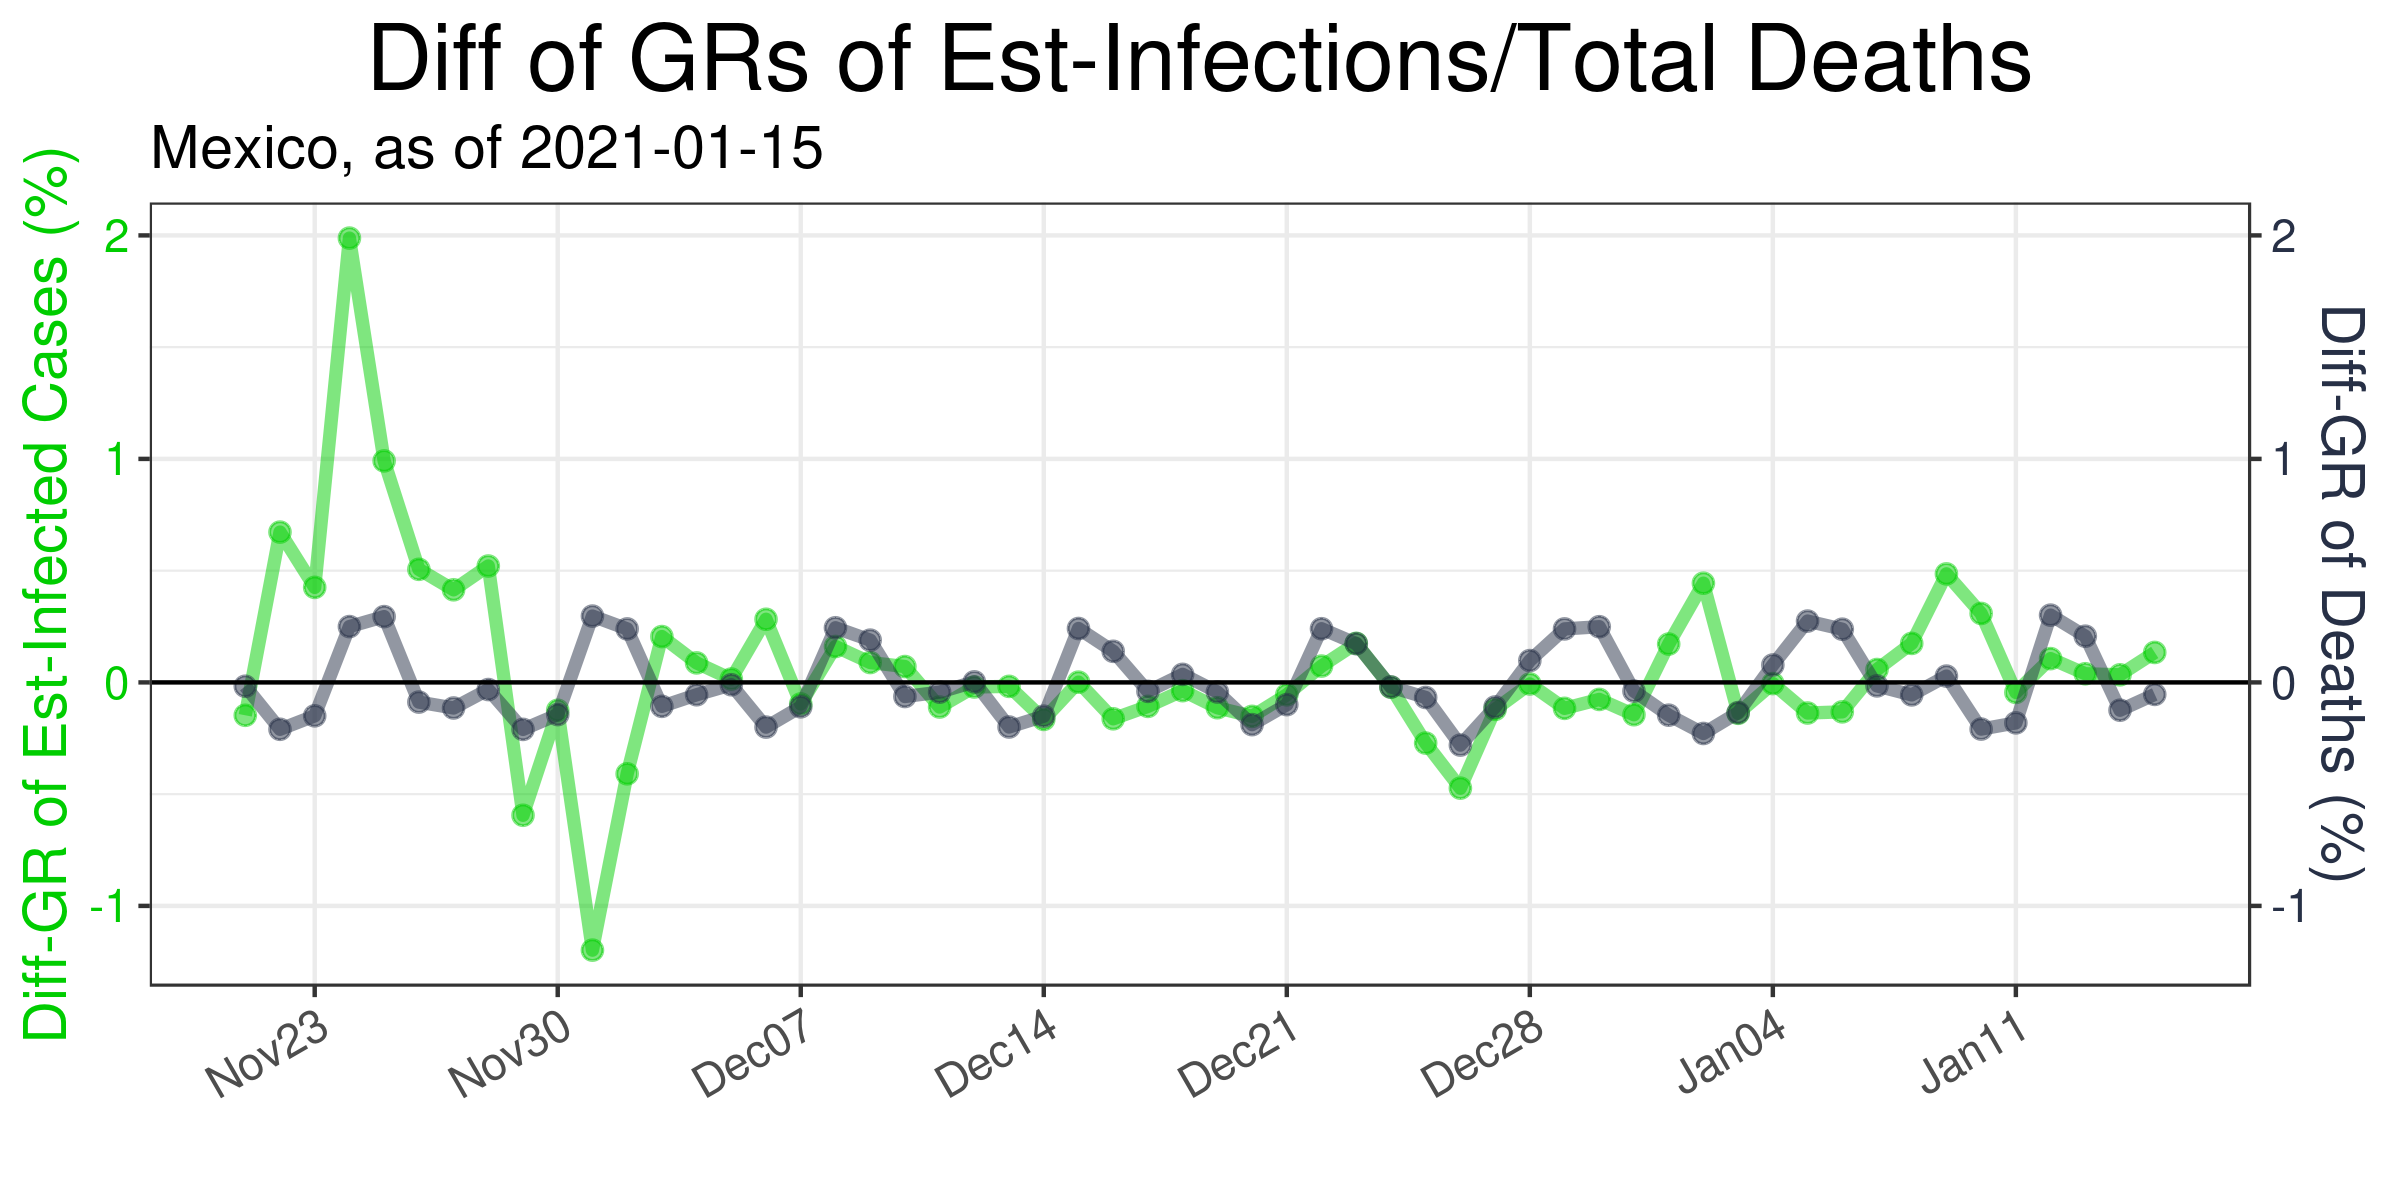 Diff of GRs of Est-Infections/Total Deaths
Mexico, as of 2021-01-15
Diff-GR of Est-Infected Cases (%)
2
1
0
-1
2
1
0
-1
Diff-GR of Deaths (%)
Nov23
Nov30
Dec07
Dec14
Dec21
Dec28
Jan04
Jan11